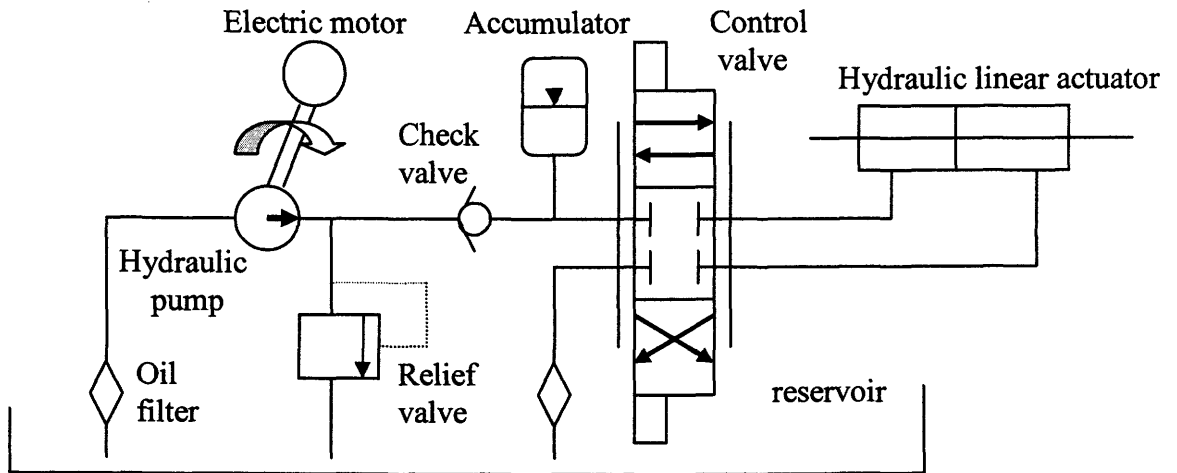 Electric motor
Accumulator
Control
valve
Hydraulic linear actuator
Check
valve
Hydraulic
pump
Oil
filter
Relief
valve
reservoir